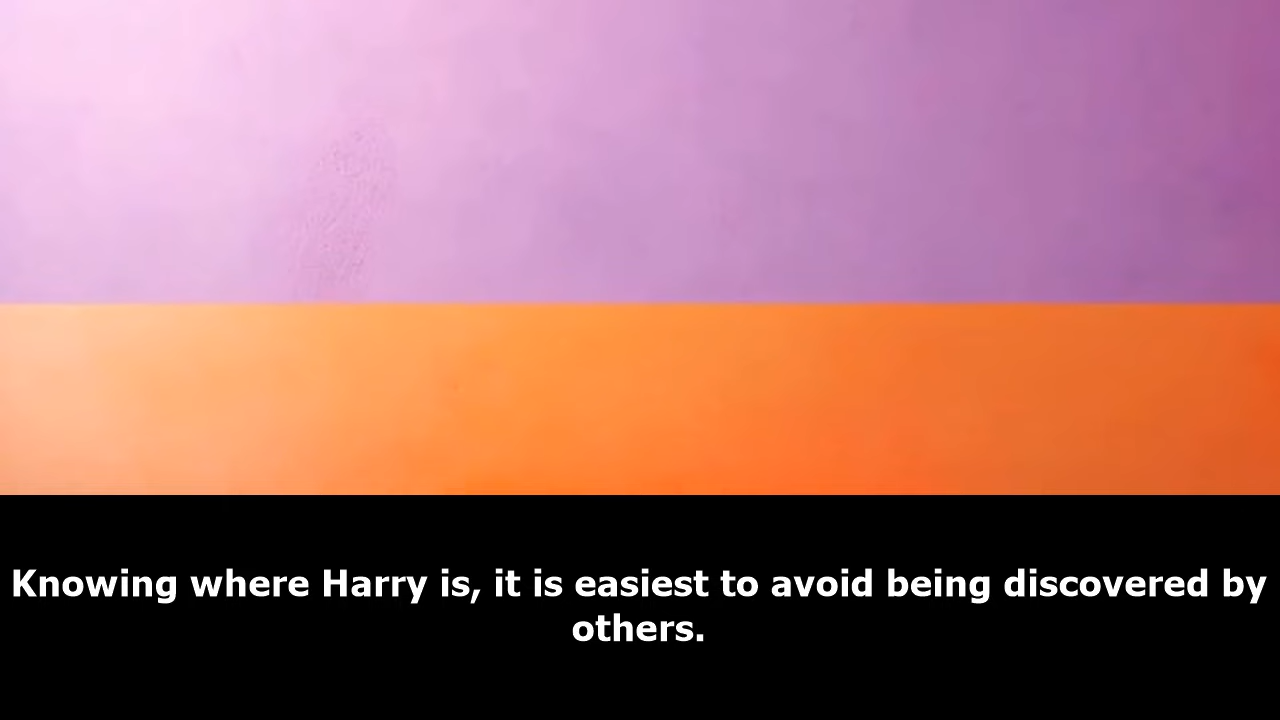 Knowing where Harry is, it is easiest to avoid being discovered by
others.